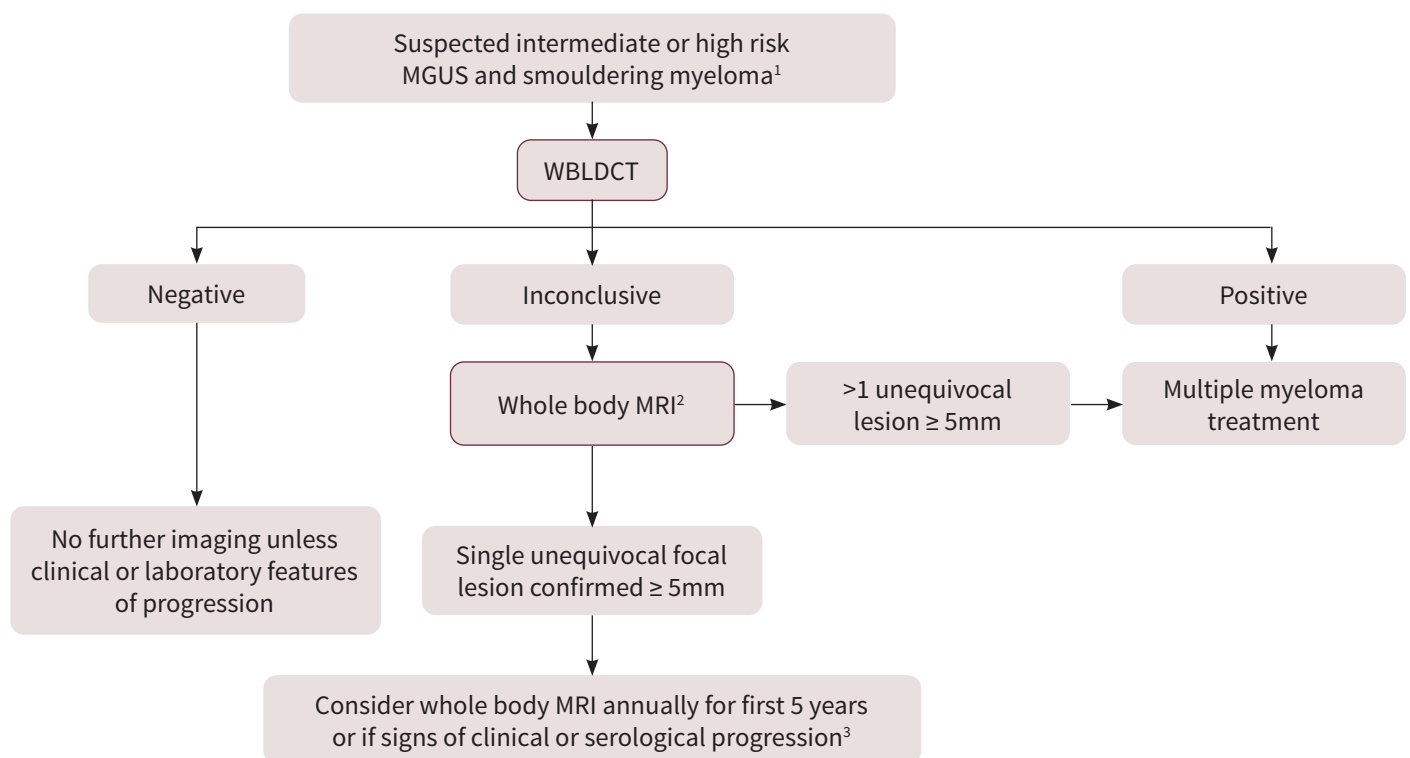 Suspected intermediate or high risk
MGUS and smouldering myeloma¹
WBLDCT
Negative
Inconclusive
Positive
Whole body MRI²
>1 unequivocal
lesion ≥ 5mm
Multiple myeloma
treatment
No further imaging unless
clinical or laboratory features
of progression
Single unequivocal focal
lesion confirmed ≥ 5mm
Consider whole body MRI annually for first 5 years
or if signs of clinical or serological progression³